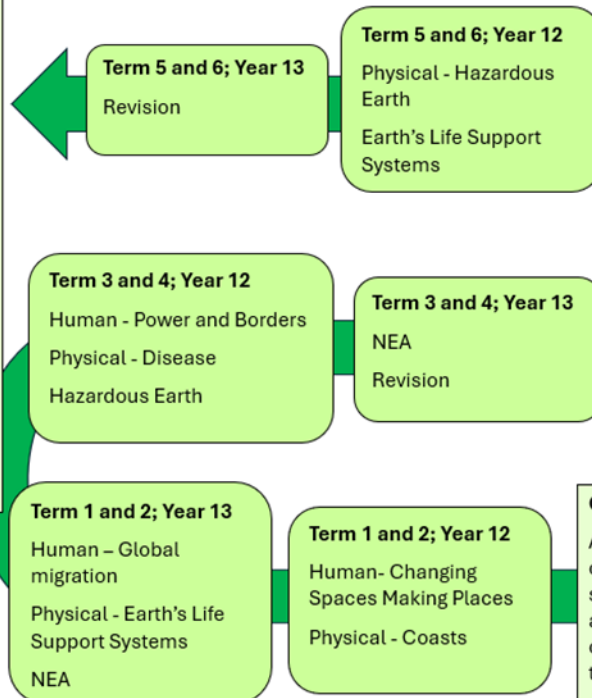 Term 5 and 6; Year 13
Revision
Term 5 and 6; Year 12
Physical - Hazardous
Earth
Earth's Life Support
Systems
Term 3 and 4; Year 12
Human - Power and Borders
Physical - Disease
Hazardous Earth
Term 3 and 4; Year 13
NEA
Revision
Term 1 and 2; Year 13
Human – Global
migration
Physical - Earth's Life
Support Systems
NEA
Term 1 and 2; Year 12
Human- Changing
Spaces Making Places
Physical - Coasts